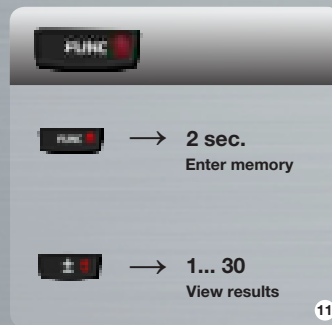 FUNC
FUNC → 2 sec.
Enter memory
± → 1... 30
View results
11